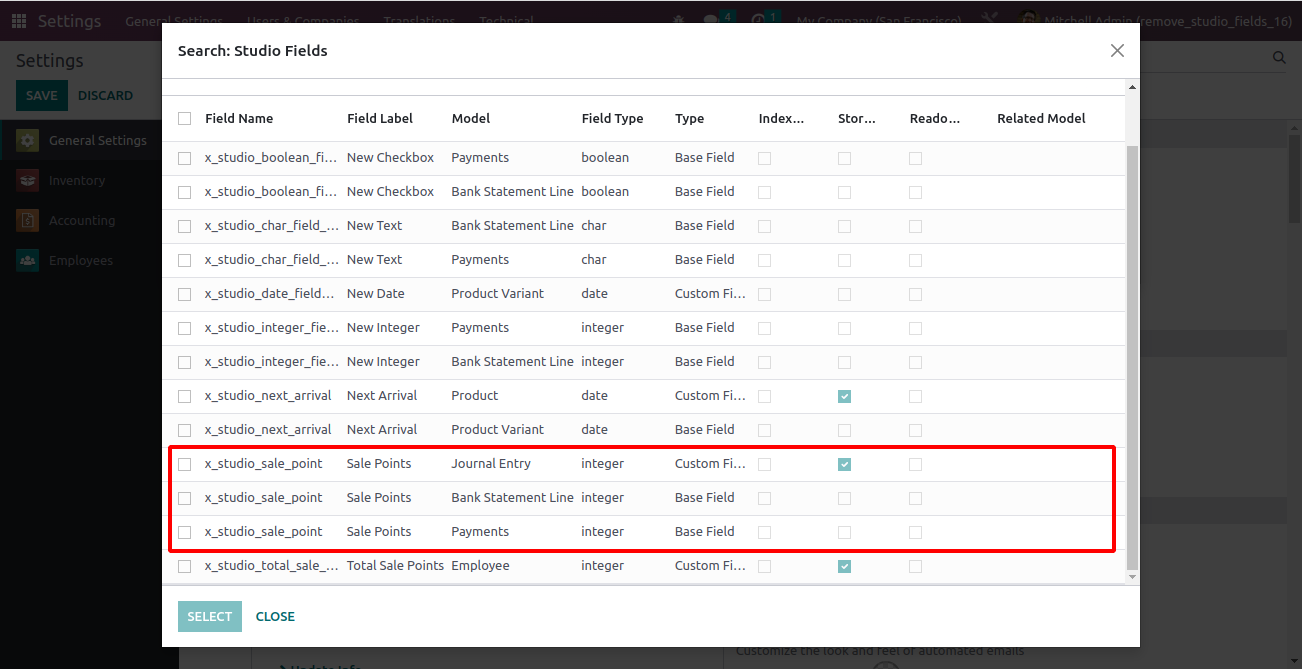 Settings General Settings Users & Companies Translations Technical 4 1 My Company (San Francisco) Mitchell Admin (remove_studio_fields_16)
Settings
SAVE DISCARD
General Settings
Inventory
Accounting
Employees
Search: Studio Fields
Field Name Field Label Model Field Type Type Index... Stor... Reado... Related Model
x_studio_boolean_fi... New Checkbox Payments boolean Base Field
x_studio_boolean_fi... New Checkbox Bank Statement Line boolean Base Field
x_studio_char_field_... New Text Bank Statement Line char Base Field
x_studio_char_field_... New Text Payments char Base Field
x_studio_date_field... New Date Product Variant date Custom Fi...
x_studio_integer_fie... New Integer Payments integer Base Field
x_studio_integer_fie... New Integer Bank Statement Line integer Base Field
x_studio_next_arrival Next Arrival Product date Custom Fi...
x_studio_next_arrival Next Arrival Product Variant date Base Field
x_studio_sale_point Sale Points Journal Entry integer Custom Fi...
x_studio_sale_point Sale Points Bank Statement Line integer Base Field
x_studio_sale_point Sale Points Payments integer Base Field
x_studio_total_sale_... Total Sale Points Employee integer Custom Fi...
SELECT CLOSE
Customize the look and feel of automated emails
Update Info